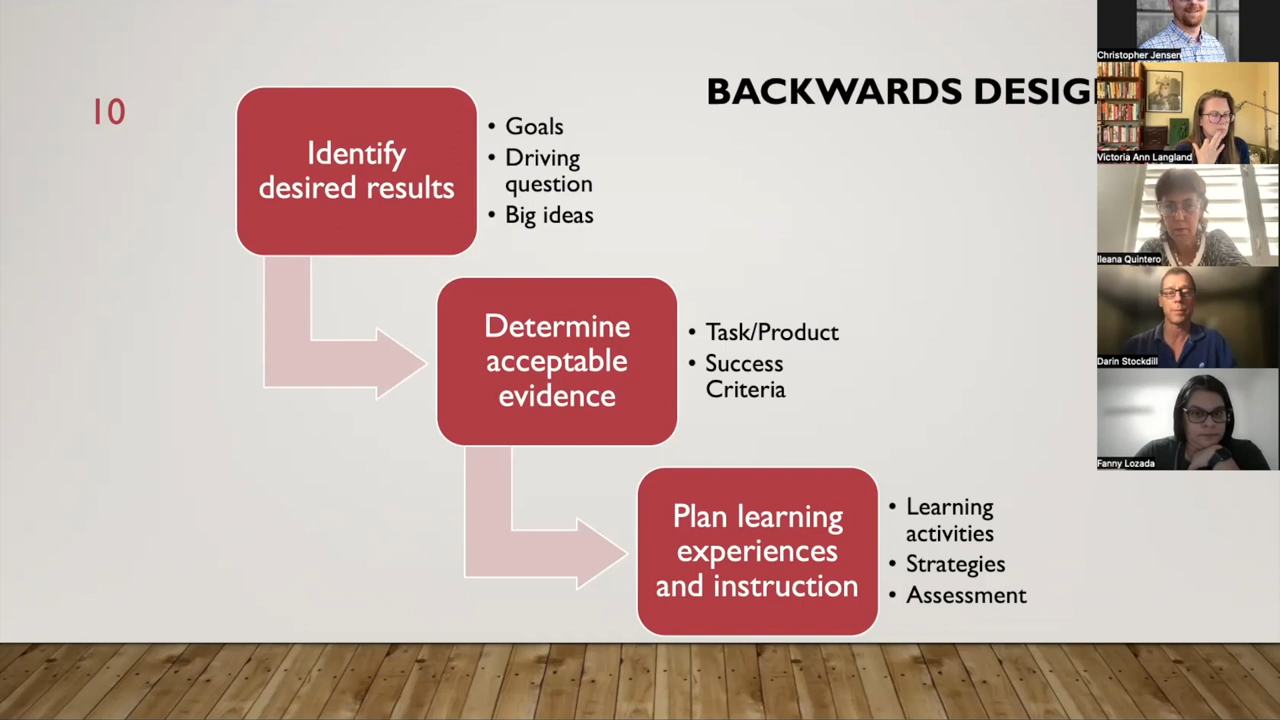 10
BACKWARDS DESIG
Identify
desired results
• Goals
• Driving
question
• Big ideas
Determine
acceptable
evidence
• Task/Product
• Success
Criteria
Plan learning
experiences
and instruction
• Learning
activities
• Strategies
• Assessment
Christopher Jensen
Victoria Ann Langland
Ileana Quintero
Darin Stockdill
Fanny Lozada